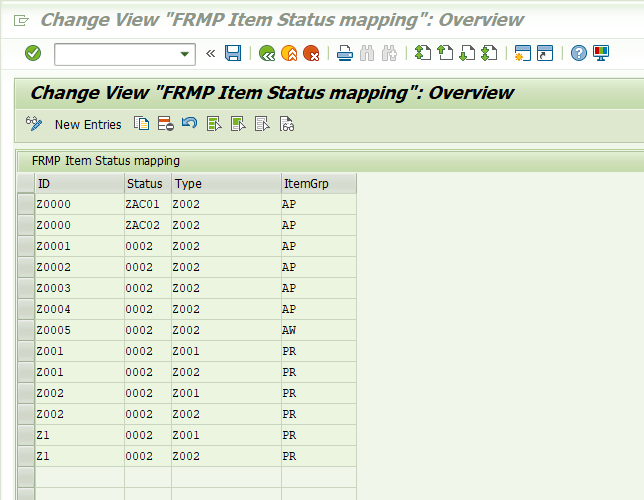 Change View "FRMP Item Status mapping": Overview
Change View "FRMP Item Status mapping": Overview
New Entries
FRMP Item Status mapping
ID Status Type ItemGrp
Z0000 ZAC01 Z002 AP
Z0000 ZAC02 Z002 AP
Z0001 0002 Z002 AP
Z0002 0002 Z002 AP
Z0003 0002 Z002 AP
Z0004 0002 Z002 AP
Z0005 0002 Z002 AW
Z001 0002 Z001 PR
Z001 0002 Z002 PR
Z002 0002 Z001 PR
Z002 0002 Z002 PR
Z1 0002 Z001 PR
Z1 0002 Z002 PR